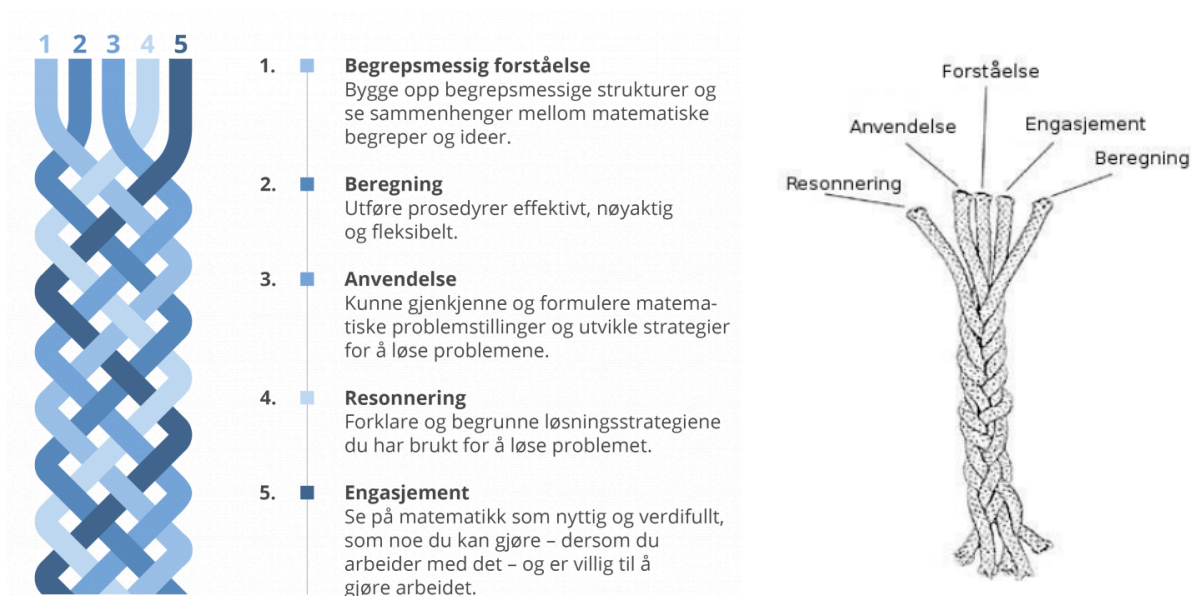 1 2 3 4 5
1. Begrepsmessig forståelse
Bygge opp begrepsmessige strukturer og
se sammenhenger mellom matematiske
begreper og ideer.
2. Beregning
Utføre prosedyrer effektivt, nøyaktig
og fleksibelt.
3. Anvendelse
Kunne gjenkjenne og formulere matema-
tiske problemstillinger og utvikle strategier
for å løse problemene.
4. Resonnering
Forklare og begrunne løsningsstrategiene
du har brukt for å løse problemet.
5. Engasjement
Se på matematikk som nyttig og verdifullt,
som noe du kan gjøre – dersom du
arbeider med det – og er villig til å
gjøre arbeidet.
Forståelse
Anvendelse
Engasjement
Beregning
Resonnering